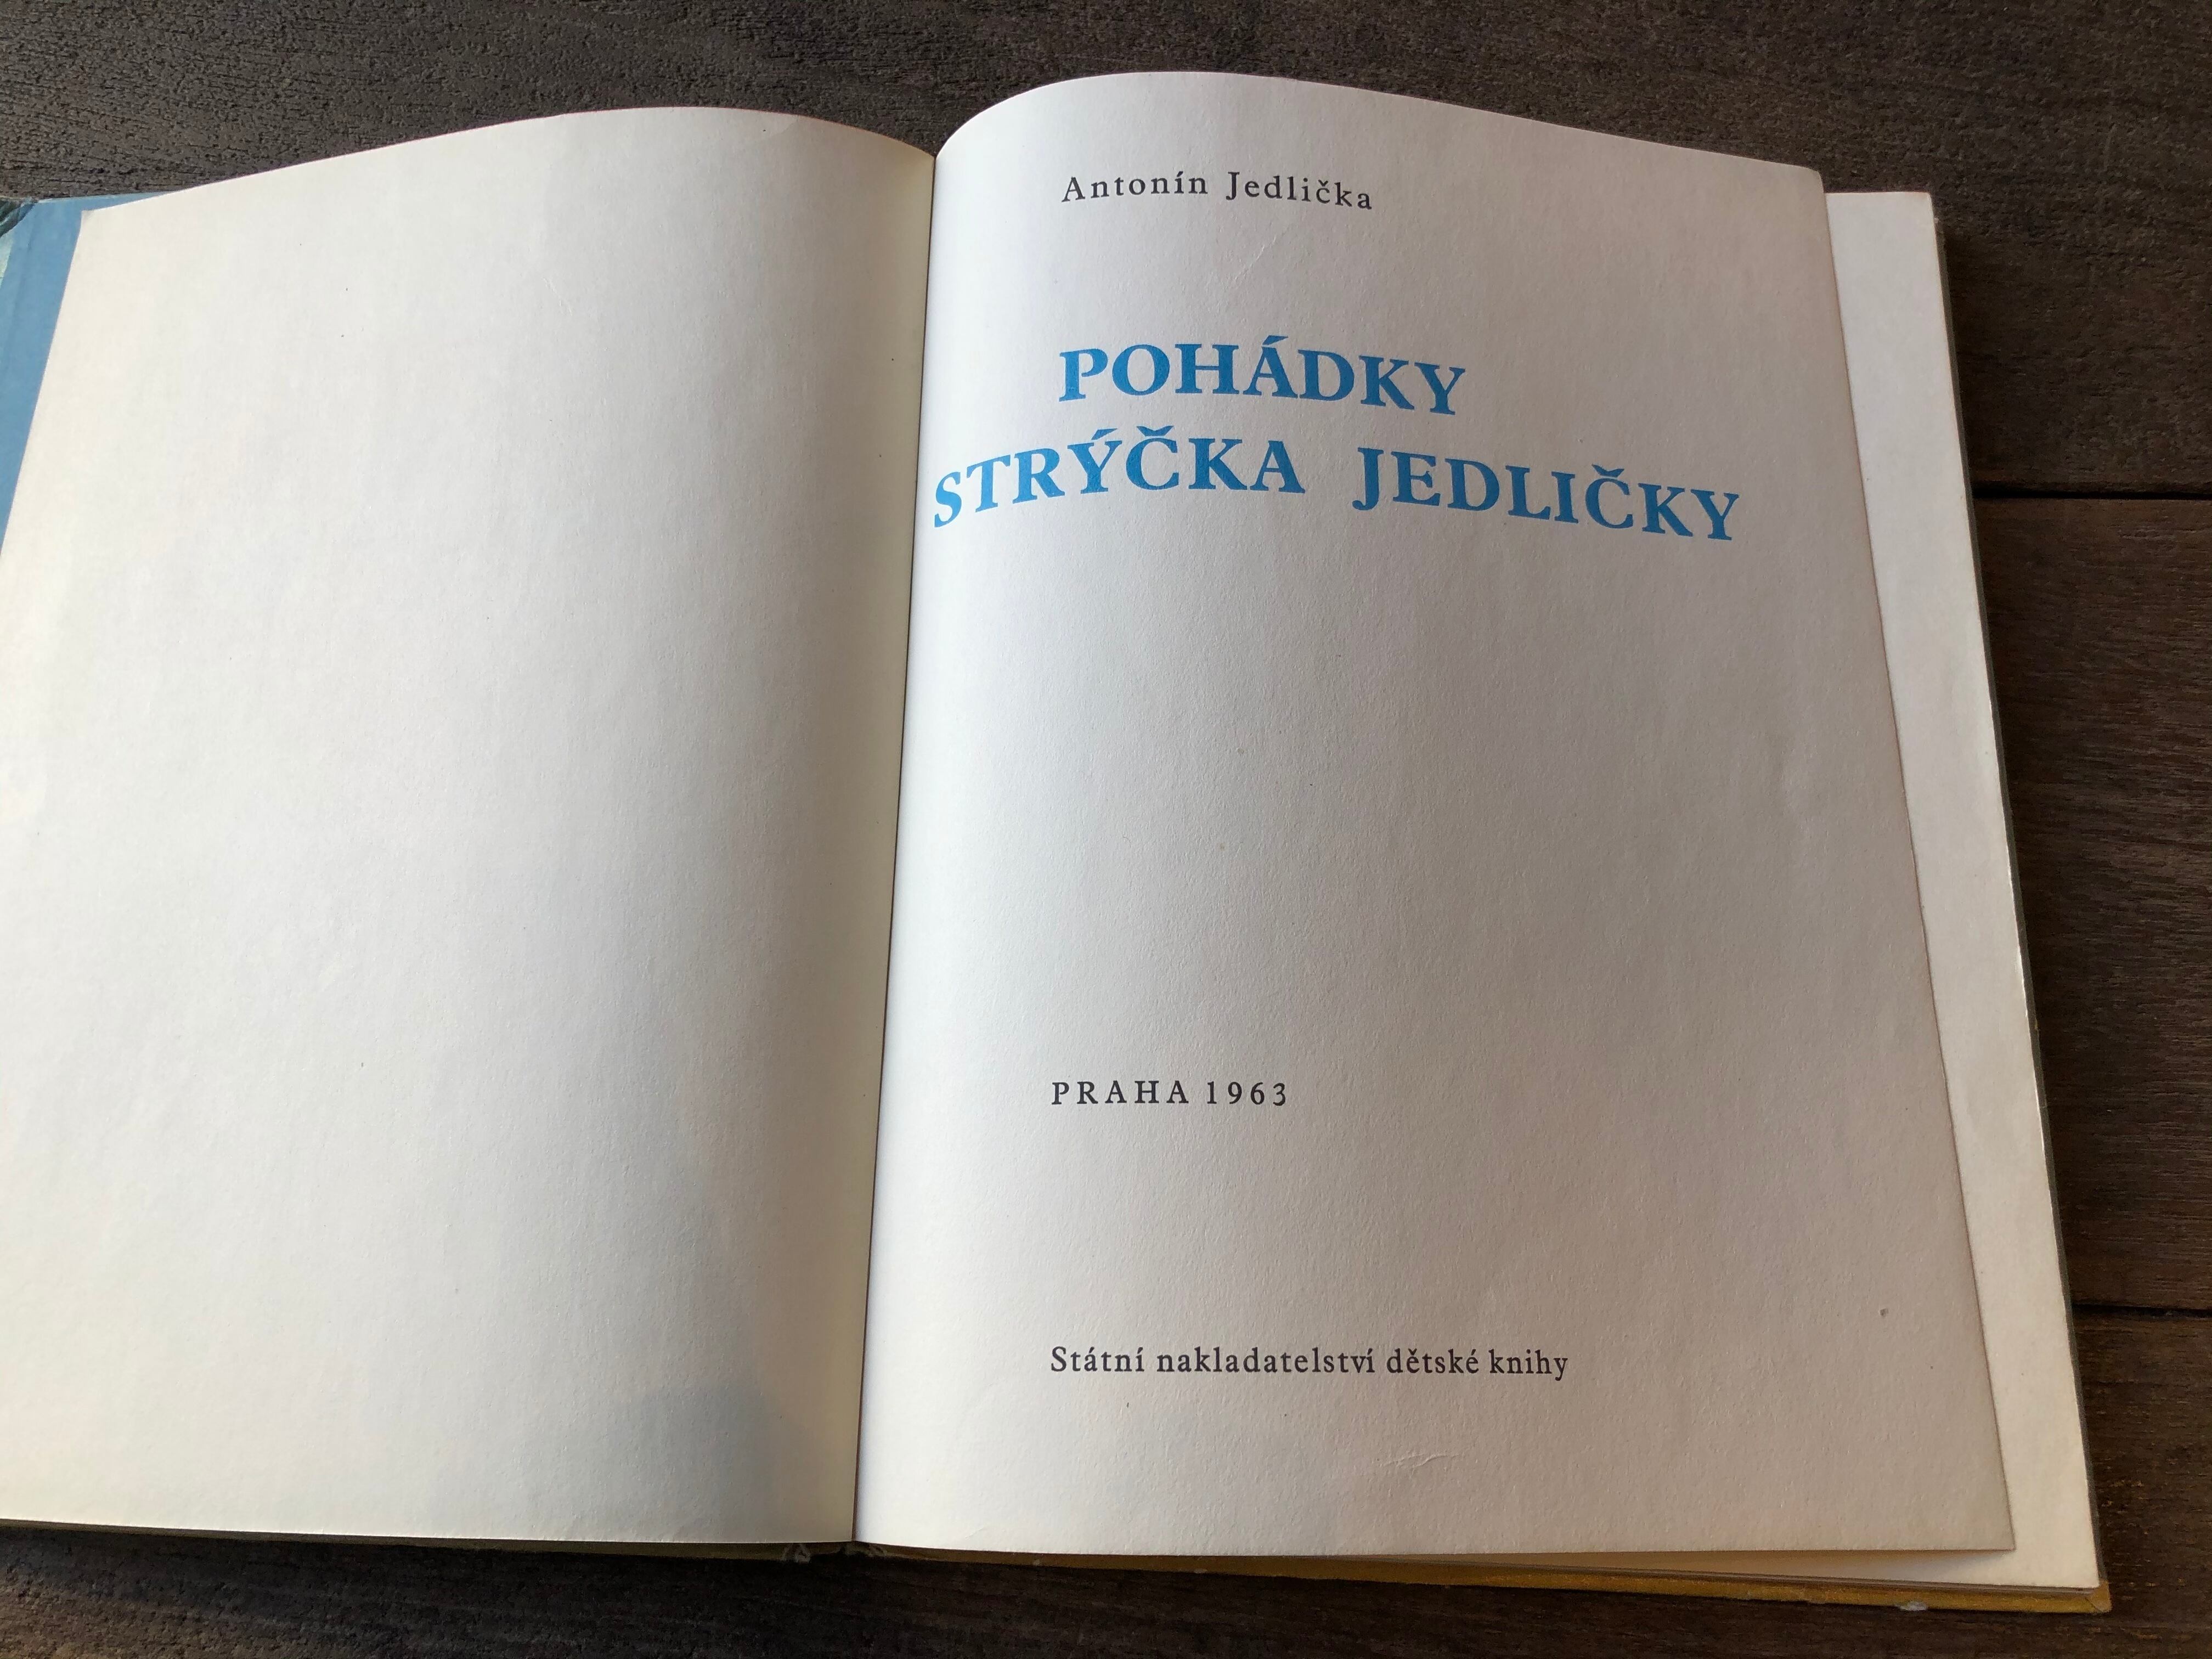 Antonín Jedlička
POHÁDKY
STRÝČKA JEDLIČKY
PRAHA 1963
Státní nakladatelství dětské knihy